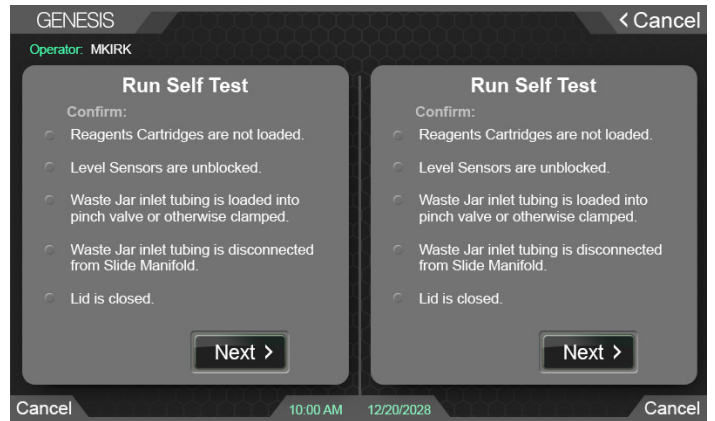 GENESIS
Cancel
Operator: MKIRK
Run Self Test
Confirm:
Reagents Cartridges are not loaded.
Level Sensors are unblocked.
Waste Jar inlet tubing is loaded into
pinch valve or otherwise clamped.
Waste Jar inlet tubing is disconnected
from Slide Manifold.
Lid is closed.
Next >
Run Self Test
Confirm:
Reagents Cartridges are not loaded.
Level Sensors are unblocked.
Waste Jar inlet tubing is loaded into
pinch valve or otherwise clamped.
Waste Jar inlet tubing is disconnected
from Slide Manifold.
Lid is closed.
Next >
Cancel
10:00 AM
12/20/2028
Cancel